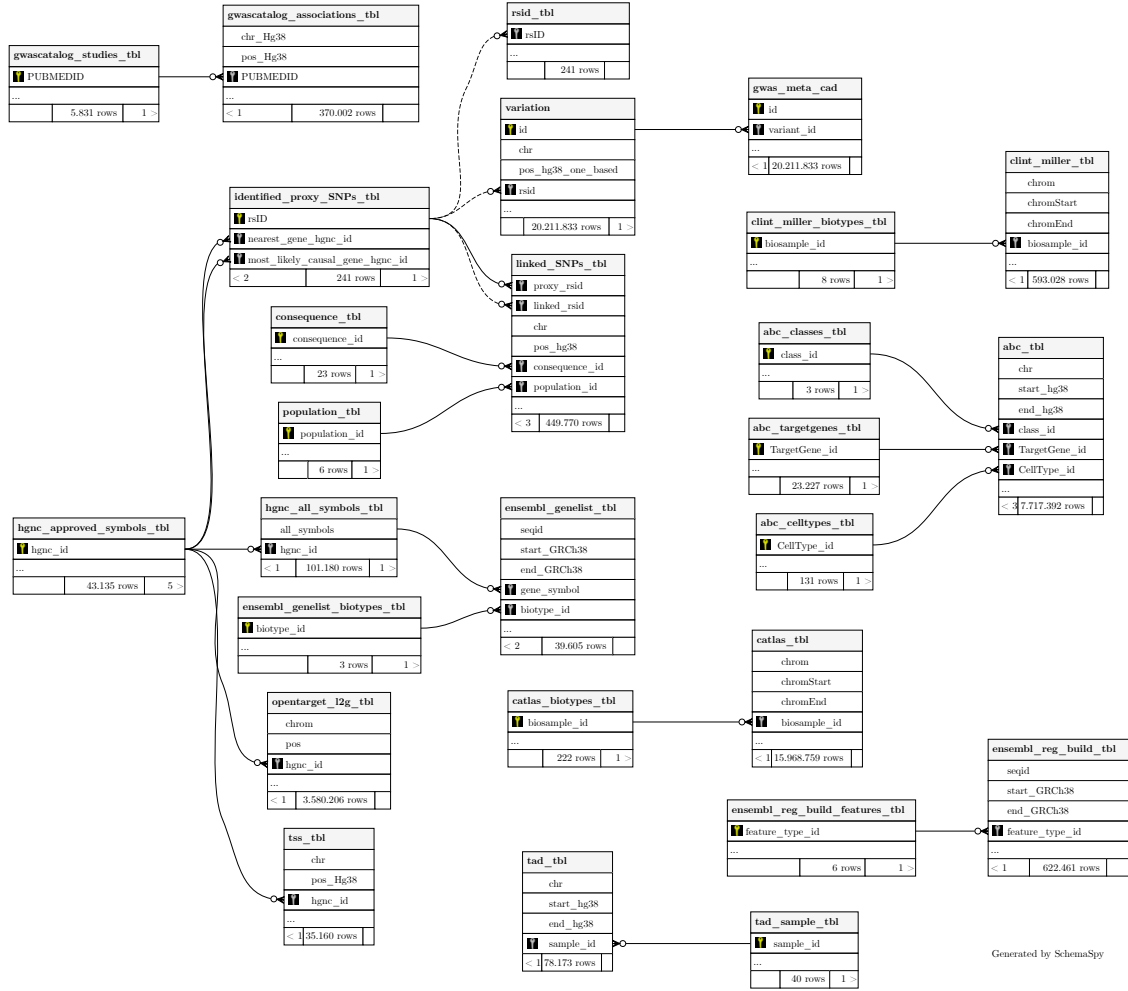 gwascatalog_studies_tbl
PUBMEDID
...
5.831 rows 1 >
gwascatalog_associations_tbl
chr_Hg38
pos_Hg38
PUBMEDID
...
< 1 370.002 rows
rsid_tbl
rsID
...
241 rows
variation
id
chr
pos_hg38_one_based
rsid
...
20.211.833 rows 1 >
gwas_meta_cad
id
variant_id
...
< 1 20.211.833 rows
clint_miller_tbl
chrom
chromStart
chromEnd
biosample_id
...
< 1 593.028 rows
clint_miller_biotypes_tbl
biosample_id
...
8 rows 1 >
identified_proxy_SNPs_tbl
rsID
nearest_gene_hgnc_id
most_likely_causal_gene_hgnc_id
< 2 241 rows 1 >
linked_SNPs_tbl
proxy_rsid
linked_rsid
chr
pos_hg38
consequence_id
population_id
...
< 3 449.770 rows
consequence_tbl
consequence_id
...
23 rows 1 >
population_tbl
population_id
...
6 rows 1 >
abc_classes_tbl
class_id
...
3 rows 1 >
abc_tbl
chr
start_hg38
end_hg38
class_id
TargetGene_id
CellType_id
...
< 3 7.717.392 rows
abc_targetgenes_tbl
TargetGene_id
...
23.227 rows 1 >
abc_celltypes_tbl
CellType_id
...
131 rows 1 >
hgnc_approved_symbols_tbl
hgnc_id
...
43.135 rows 5 >
hgnc_all_symbols_tbl
all_symbols
hgnc_id
< 1 101.180 rows 1 >
ensembl_genelist_tbl
seqid
start_GRCh38
end_GRCh38
gene_symbol
biotype_id
...
< 2 39.605 rows
ensembl_genelist_biotypes_tbl
biotype_id
...
3 rows 1 >
opentarget_l2g_tbl
chrom
pos
hgnc_id
...
< 1 3.580.206 rows
catlas_biotypes_tbl
biosample_id
...
222 rows 1 >
catlas_tbl
chrom
chromStart
chromEnd
biosample_id
...
< 1 15.968.759 rows
ensembl_reg_build_tbl
seqid
start_GRCh38
end_GRCh38
feature_type_id
...
< 1 622.461 rows
ensembl_reg_build_features_tbl
feature_type_id
...
6 rows 1 >
tss_tbl
chr
pos_Hg38
hgnc_id
...
< 1 35.160 rows
tad_tbl
chr
start_hg38
end_hg38
sample_id
< 1 78.173 rows
tad_sample_tbl
sample_id
...
40 rows 1 >
Generated by SchemaSpy